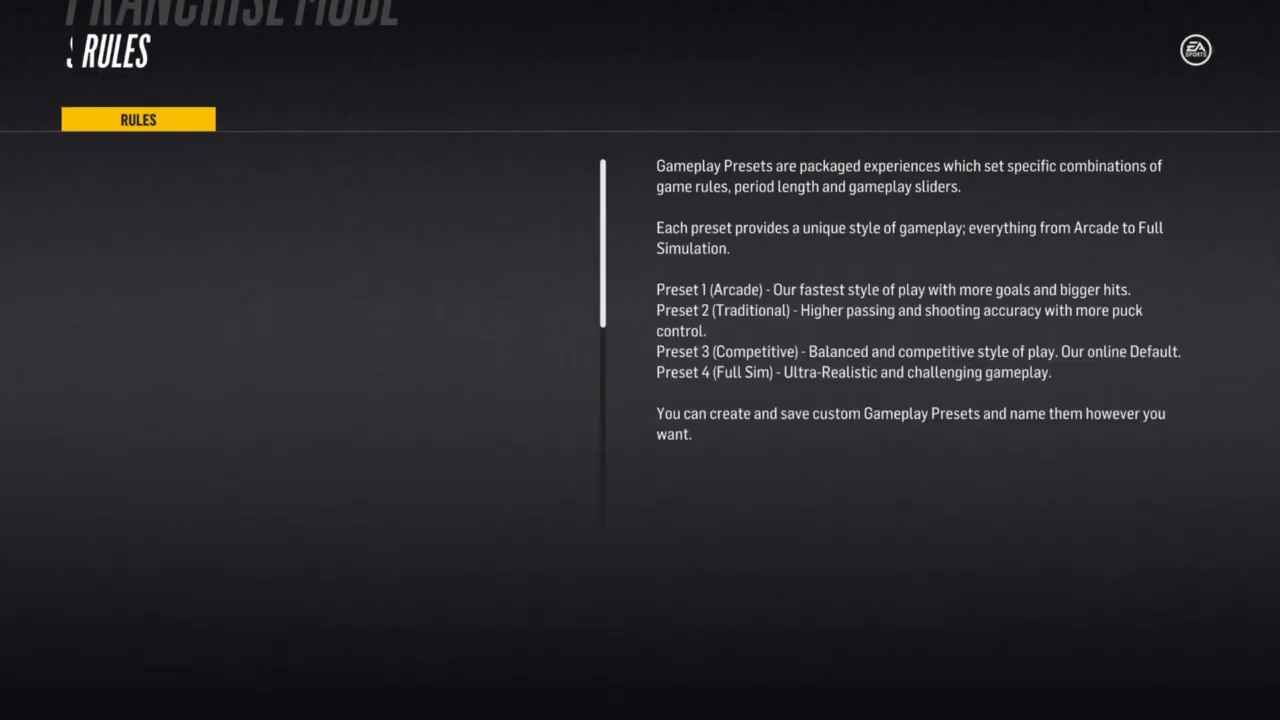 FRANCHISE MODE
RULES
EA
SPORTS
RULES
Gameplay Presets are packaged experiences which set specific combinations of
game rules, period length and gameplay sliders.
Each preset provides a unique style of gameplay; everything from Arcade to Full
Simulation.
Preset 1 (Arcade) - Our fastest style of play with more goals and bigger hits.
Preset 2 (Traditional) - Higher passing and shooting accuracy with more puck
control.
Preset 3 (Competitive) - Balanced and competitive style of play. Our online Default.
Preset 4 (Full Sim) - Ultra-Realistic and challenging gameplay.
You can create and save custom Gameplay Presets and name them however you
want.